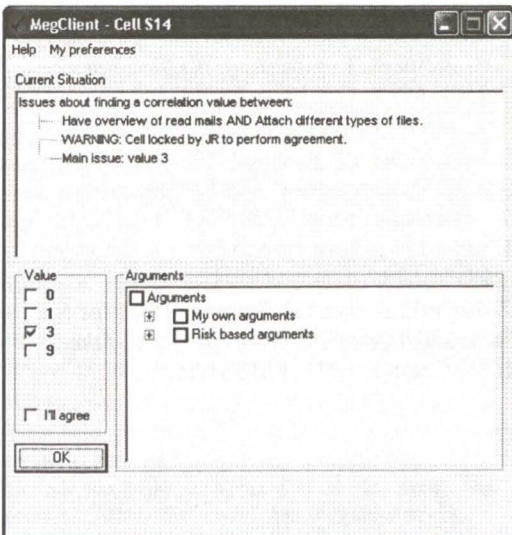 MegClient - Cell S14
Help My preferences
Current Situation
Issues about finding a correlation value between:
Have overview of read mails AND Attach different types of files.
WARNING: Cell locked by JR to perform agreement.
Main issue: value 3
Value
0
1
3
9
I'll agree
OK
Arguments
Arguments
My own arguments
Risk based arguments